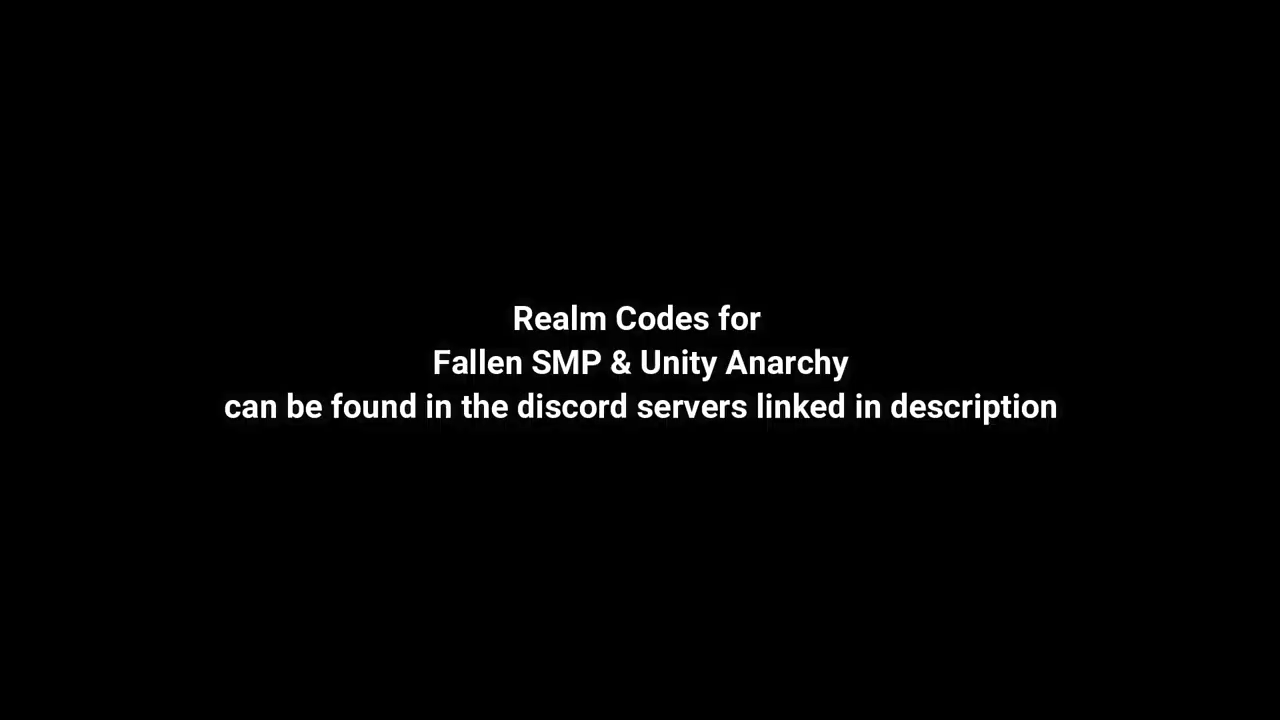 Realm Codes for
Fallen SMP & Unity Anarchy
can be found in the discord servers linked in description